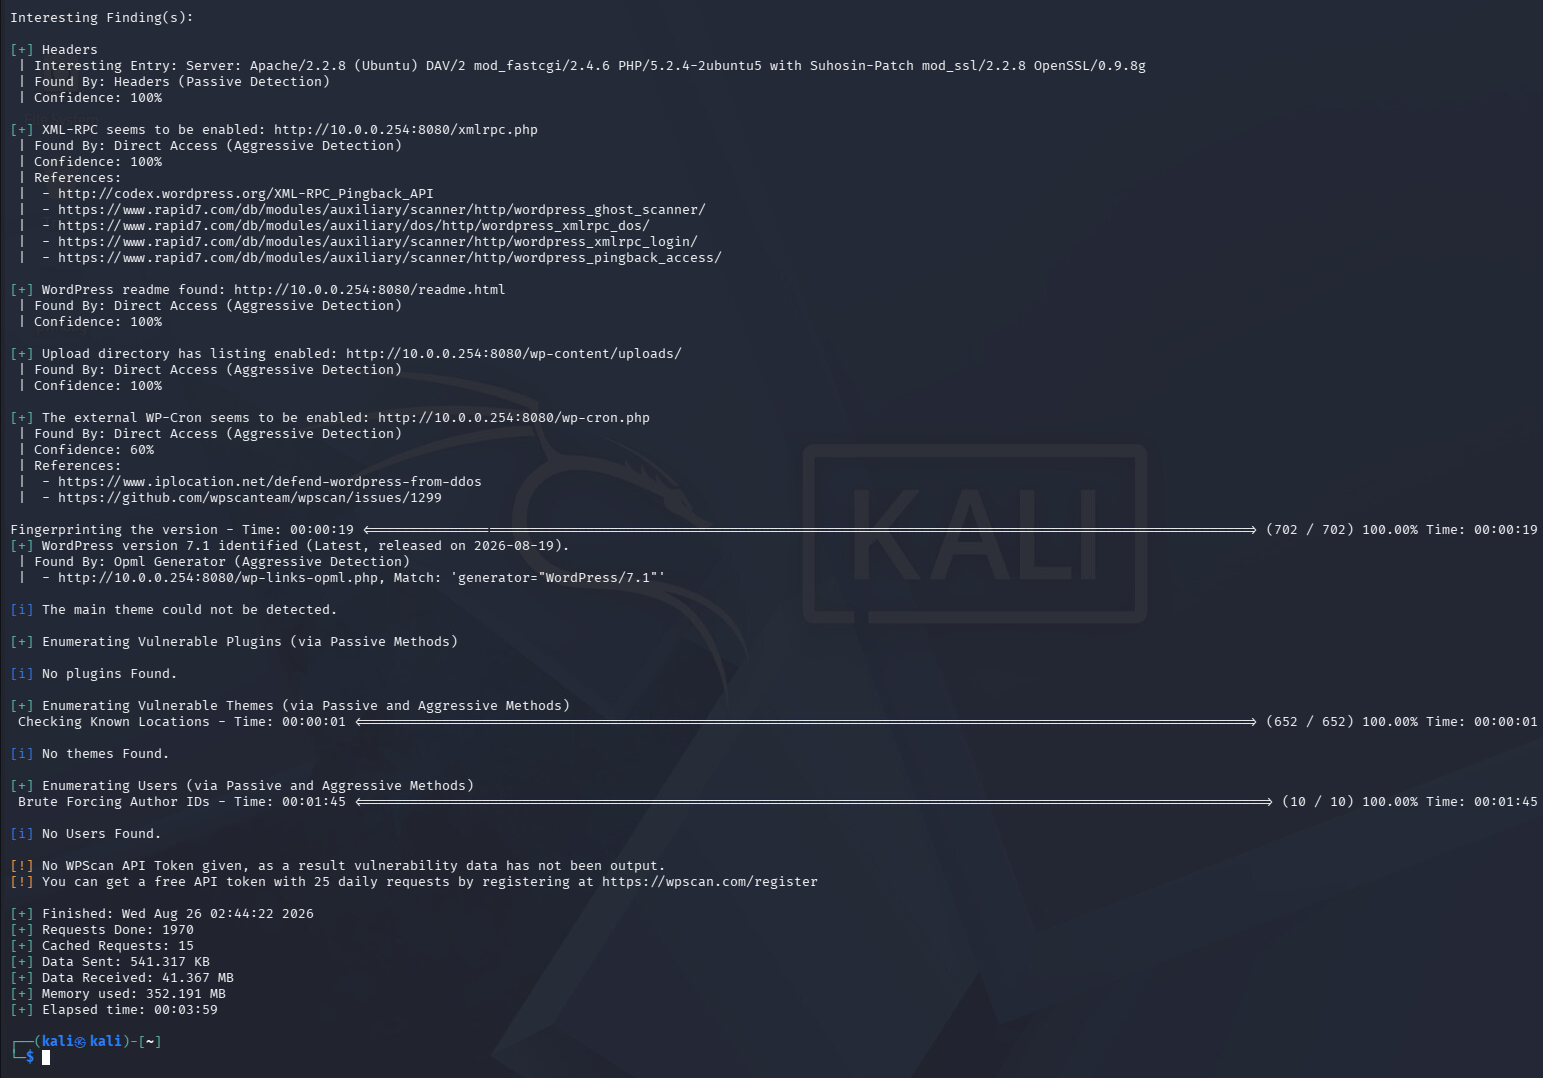 Interesting Finding(s):
[+] Headers
| Interesting Entry: Server: Apache/2.2.8 (Ubuntu) DAV/2 mod_fastcgi/2.4.6 PHP/5.2.4-2ubuntu5 with Suhosin-Patch mod_ssl/2.2.8 OpenSSL/0.9.8g
| Found By: Headers (Passive Detection)
| Confidence: 100%
[+] XML-RPC seems to be enabled: http://10.0.0.254:8080/xmlrpc.php
| Found By: Direct Access (Aggressive Detection)
| Confidence: 100%
| References:
|  - http://codex.wordpress.org/XML-RPC_Pingback_API
|  - https://www.rapid7.com/db/modules/auxiliary/scanner/http/wordpress_ghost_scanner/
|  - https://www.rapid7.com/db/modules/auxiliary/dos/http/wordpress_xmlrpc_dos/
|  - https://www.rapid7.com/db/modules/auxiliary/scanner/http/wordpress_xmlrpc_login/
|  - https://www.rapid7.com/db/modules/auxiliary/scanner/http/wordpress_pingback_access/
[+] WordPress readme found: http://10.0.0.254:8080/readme.html
| Found By: Direct Access (Aggressive Detection)
| Confidence: 100%
[+] Upload directory has listing enabled: http://10.0.0.254:8080/wp-content/uploads/
| Found By: Direct Access (Aggressive Detection)
| Confidence: 100%
[+] The external WP-Cron seems to be enabled: http://10.0.0.254:8080/wp-cron.php
| Found By: Direct Access (Aggressive Detection)
| Confidence: 60%
| References:
|  - https://www.iplocation.net/defend-wordpress-from-ddos
|  - https://github.com/wpscanteam/wpscan/issues/1299
KALI
Fingerprinting the version - Time: 00:00:19 <=====> (702 / 702) 100.00% Time: 00:00:19
[+] WordPress version 7.1 identified (Latest, released on 2026-08-19).
| Found By: Opml Generator (Aggressive Detection)
|  - http://10.0.0.254:8080/wp-links-opml.php, Match: 'generator="WordPress/7.1"'
[i] The main theme could not be detected.
[+] Enumerating Vulnerable Plugins (via Passive Methods)
[i] No plugins Found.
[+] Enumerating Vulnerable Themes (via Passive and Aggressive Methods)
Checking Known Locations - Time: 00:00:01 <=====> (652 / 652) 100.00% Time: 00:00:01
[i] No themes Found.
[+] Enumerating Users (via Passive and Aggressive Methods)
Brute Forcing Author IDs - Time: 00:01:45 <=====> (10 / 10) 100.00% Time: 00:01:45
[i] No Users Found.
[!] No WPScan API Token given, as a result vulnerability data has not been output.
[!] You can get a free API token with 25 daily requests by registering at https://wpscan.com/register
[+] Finished: Wed Aug 26 02:44:22 2026
[+] Requests Done: 1970
[+] Cached Requests: 15
[+] Data Sent: 541.317 KB
[+] Data Received: 41.367 MB
[+] Memory used: 352.191 MB
[+] Elapsed time: 00:03:59
┌──(kali㉿kali)-[~]
└─$